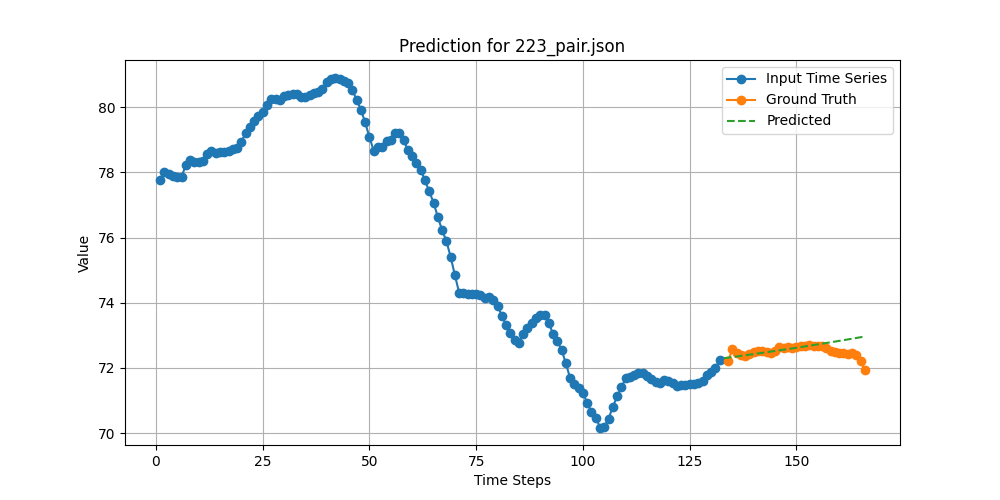 Prediction for 223_pair.json
Input Time Series
Ground Truth
Predicted
Value
80
78
76
74
72
70
0 25 50 75 100 125 150
Time Steps